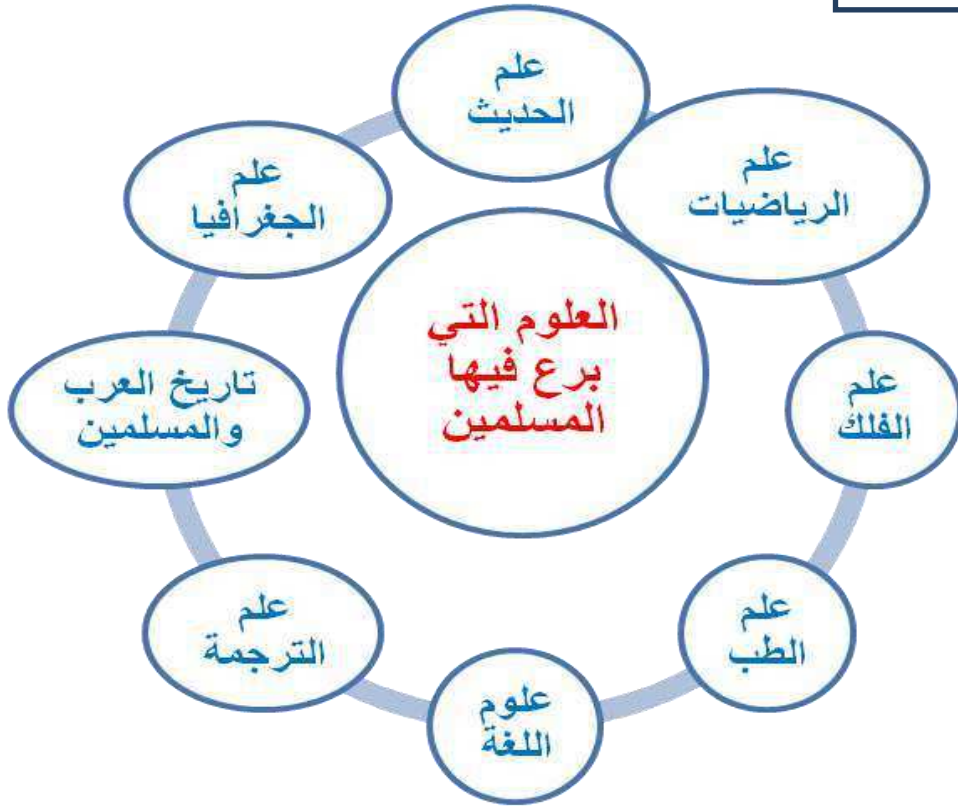 علم
الحديث
علم
الرياضيات
علم
الفلك
علم
الطب
علوم
اللغة
علم
الترجمة
تاريخ العرب
والمسلمين
علم
الجغرافيا
العلوم التي
برع فيها
المسلمين